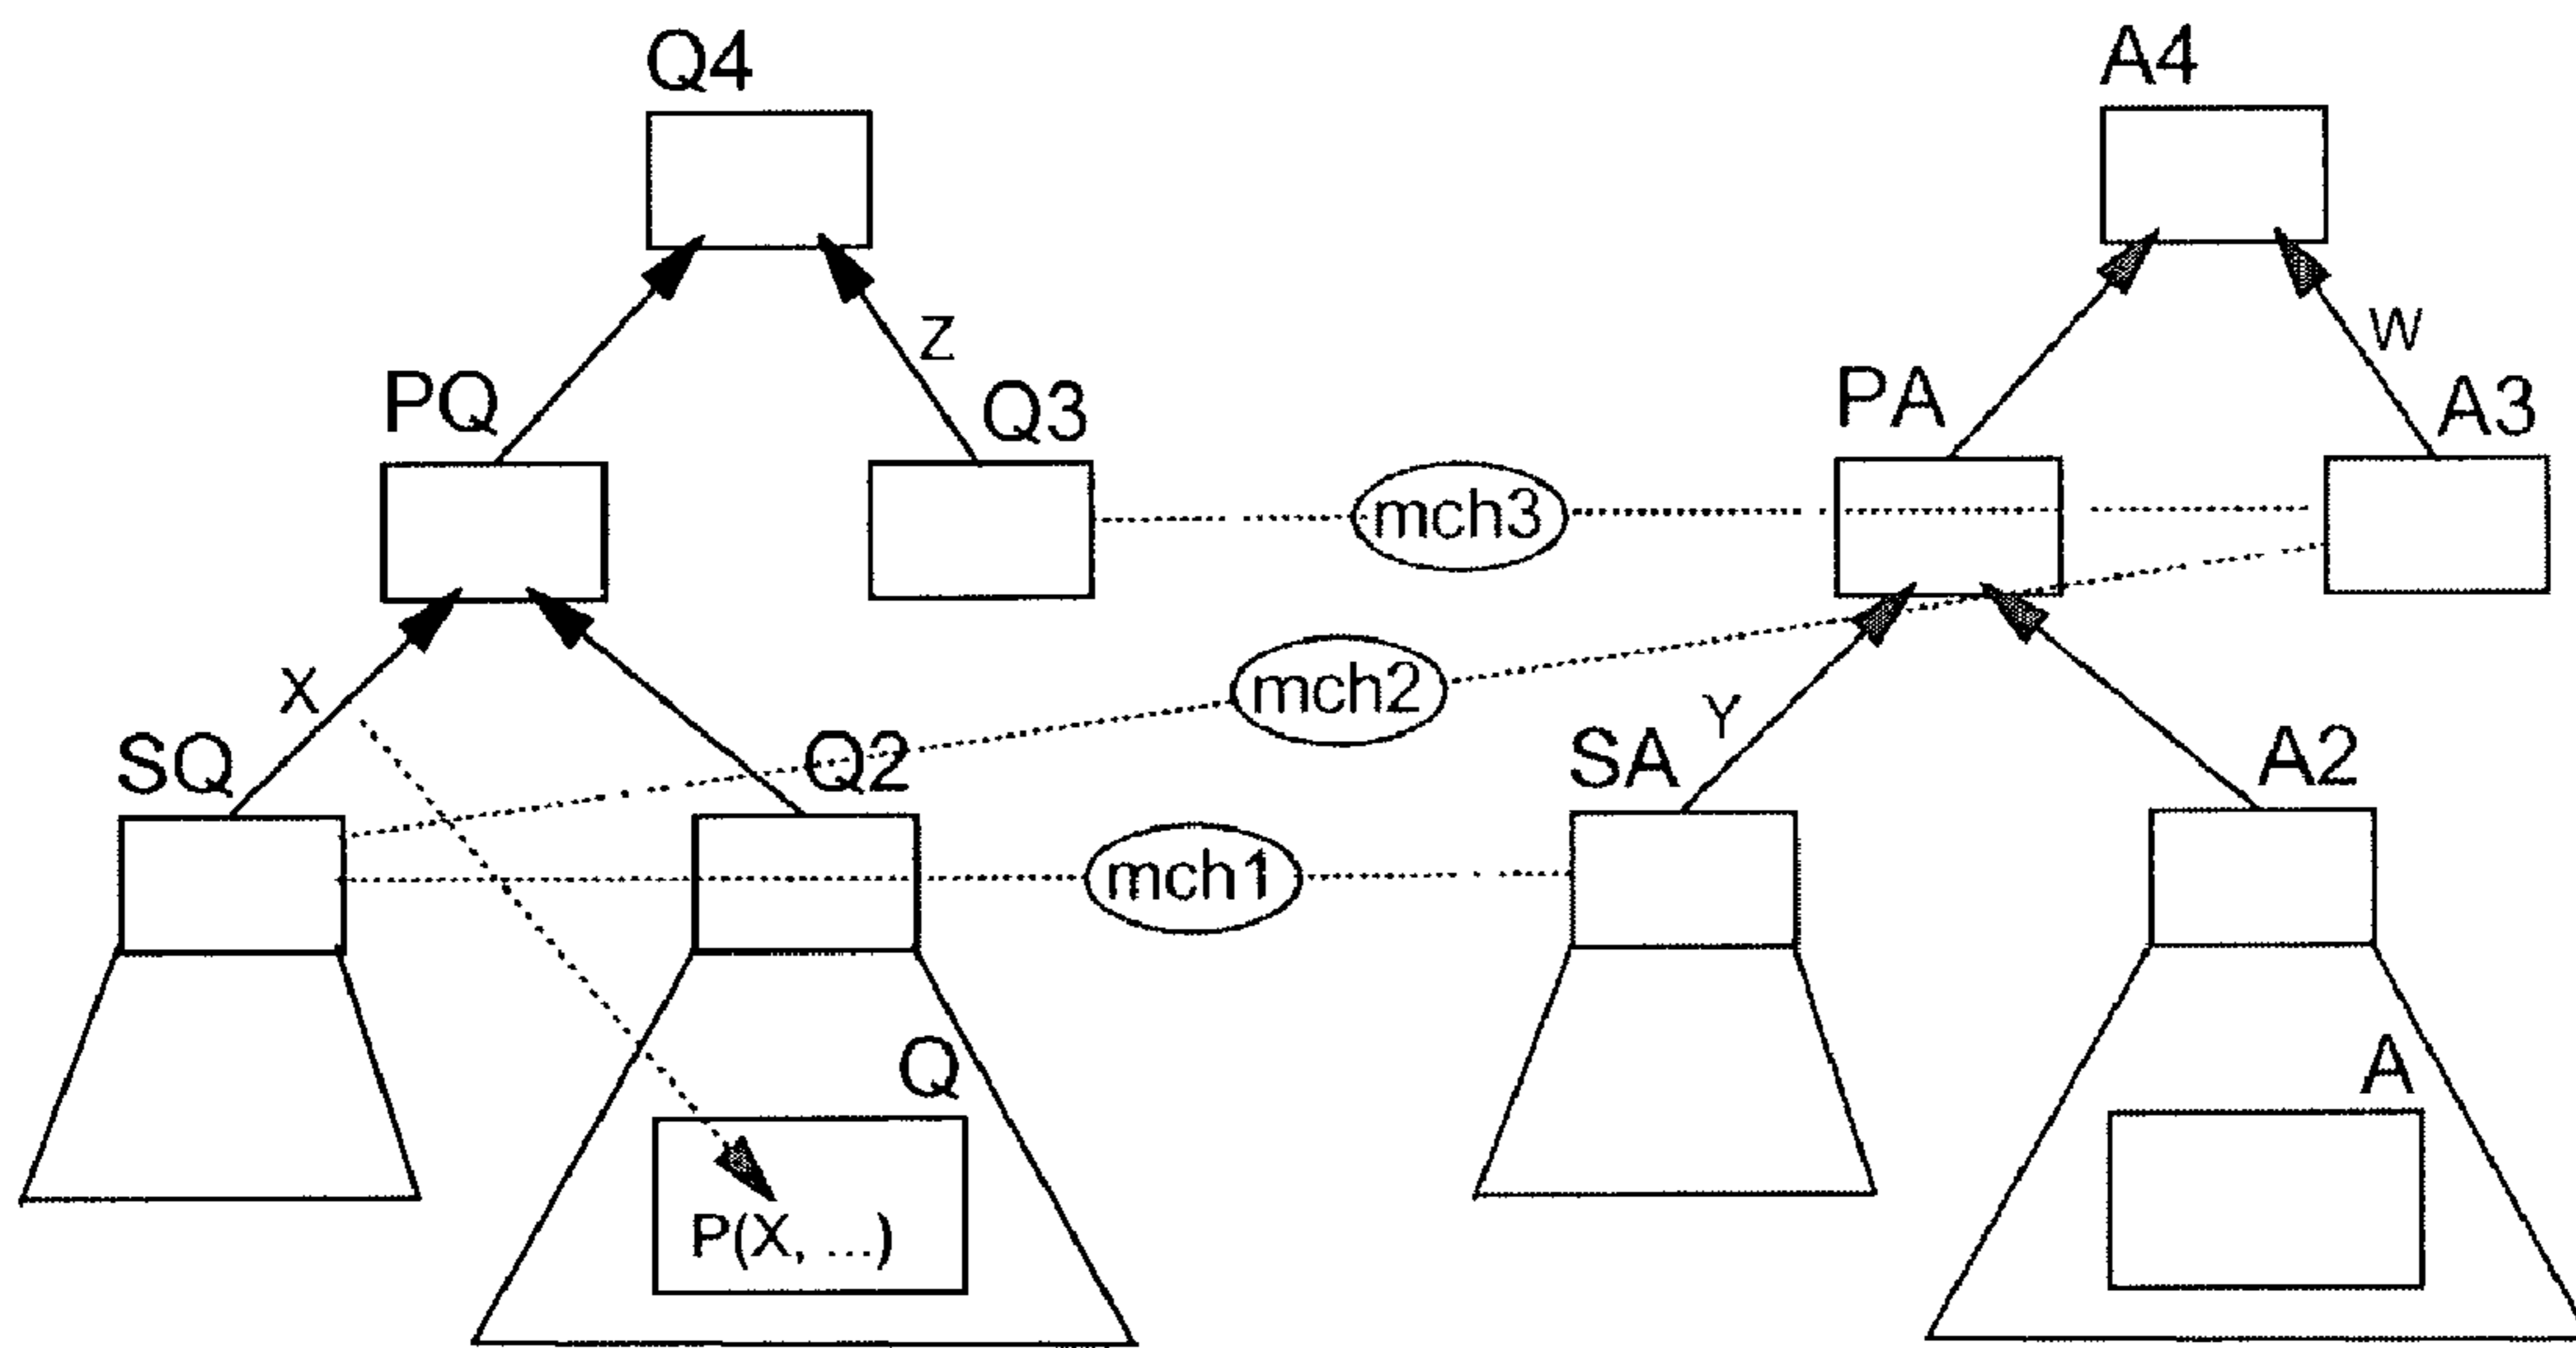 Q4
A4
Z
W
PQ
Q3
PA
A3
mch3
X
mch2
Y
SQ
Q2
SA
A2
mch1
Q
A
P(X, ...)